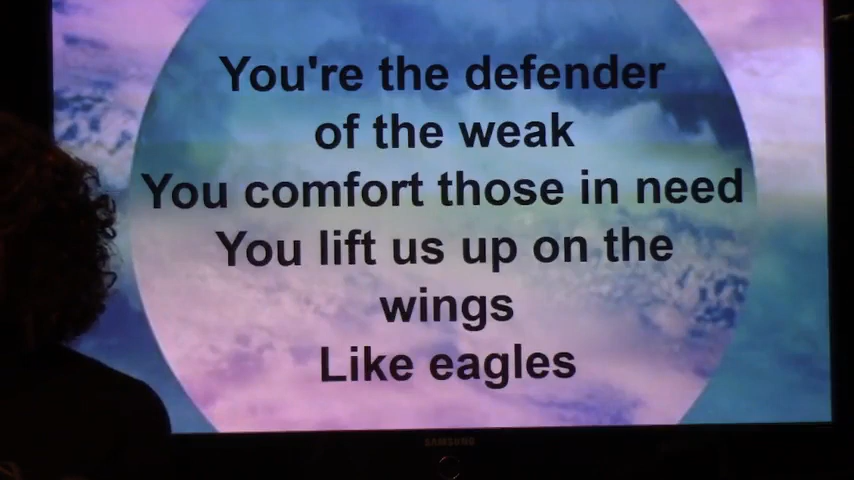 You're the defender
of the weak
You comfort those in need
You lift us up on the
wings
Like eagles
SAMSUNG